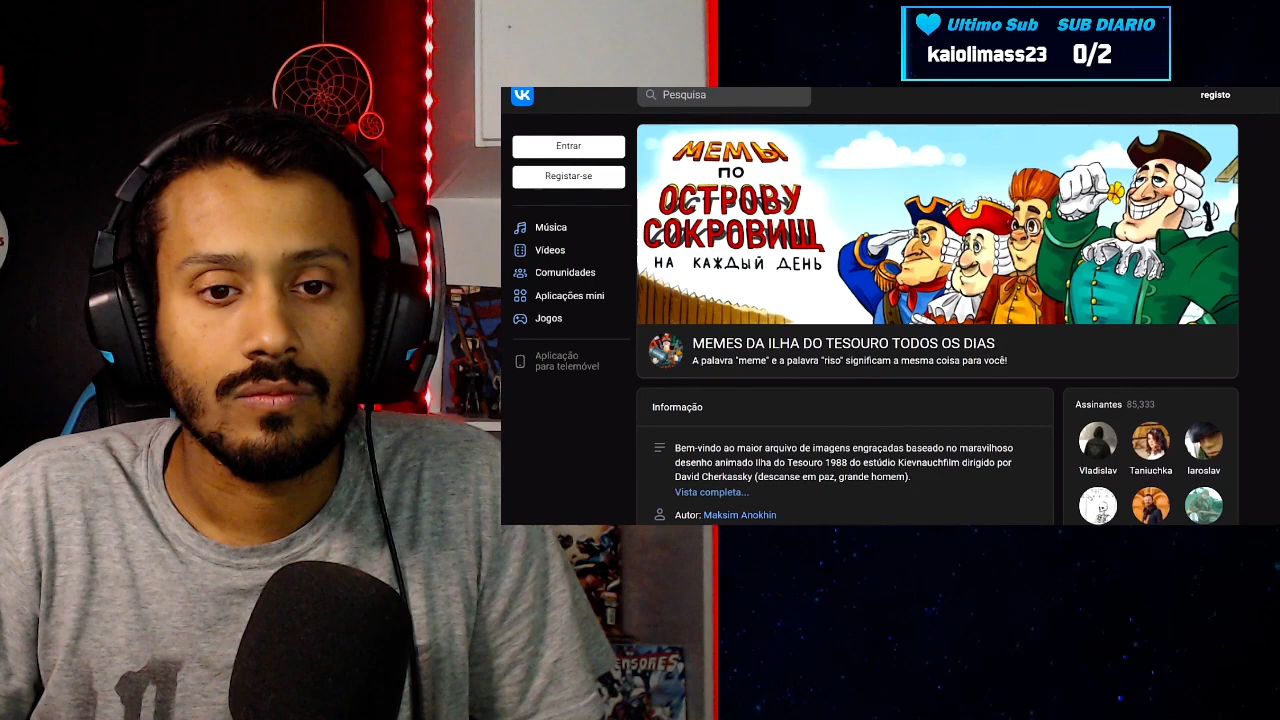 Ultimo Sub
SUB DIARIO
kaiolimass23
0/2
VK
Pesquisa
registo
Entrar
Registar-se
Música
Vídeos
Comunidades
Aplicações mini
Jogos
Aplicação
para telemóvel
МЕМЫ
ПО
ОСТРОВУ
СОКРОВИЩ
НА КАЖДЫЙ ДЕНЬ
MEMES DA ILHA DO TESOURO TODOS OS DIAS
A palavra "meme" e a palavra "riso" significam a mesma coisa para você!
Informação
Bem-vindo ao maior arquivo de imagens engraçadas baseado no maravilhoso
desenho animado Ilha do Tesouro 1988 do estúdio Kievnauchfilm dirigido por
David Cherkassky (descanse em paz, grande homem).
Vista completa...
Autor: Maksim Anokhin
Assinantes 85,333
Vladislav
Taniuchka
Iaroslav
ENSORES